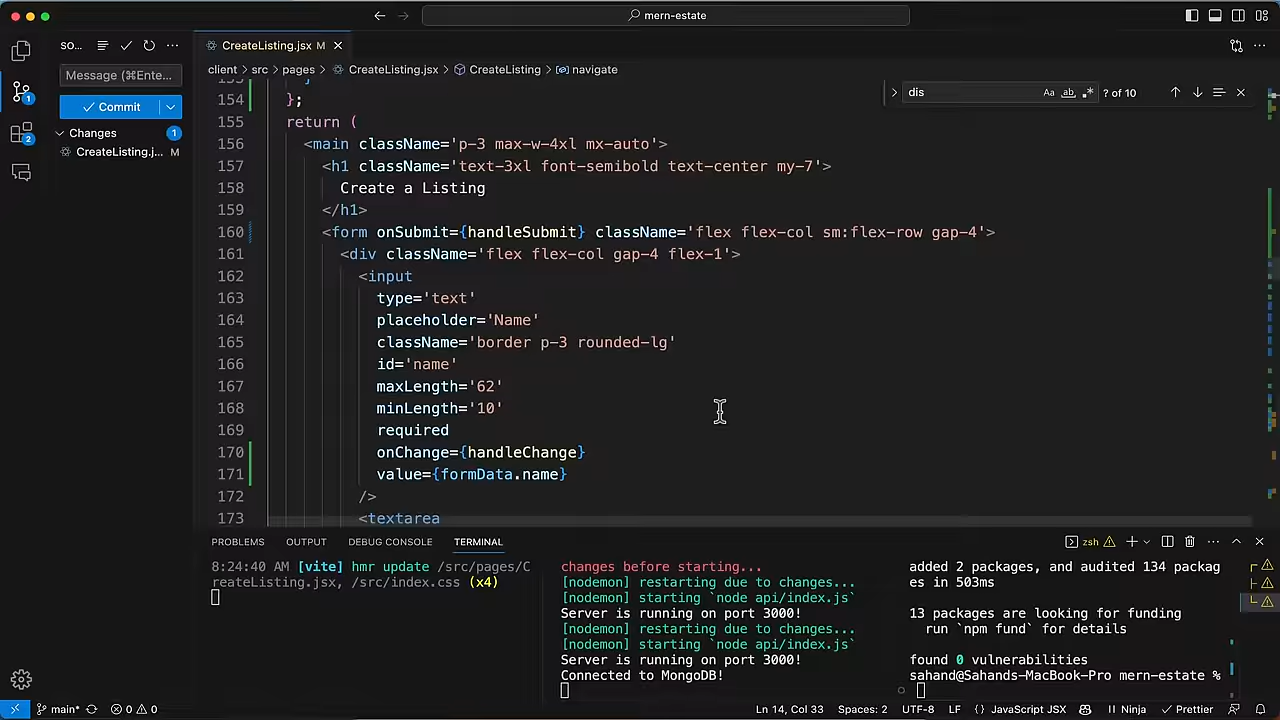 mern-estate
SO...
CreateListing.jsx M
client > src > pages > CreateListing.jsx > CreateListing > navigate
Message (⌘Ente...
dis
Aa ab .*
? of 10
Commit
Changes 1
CreateListing.j... M
1
2
154 };
155 return (
156 <main className='p-3 max-w-4xl mx-auto'>
157 <h1 className='text-3xl font-semibold text-center my-7'>
158 Create a Listing
159 </h1>
160 <form onSubmit={handleSubmit} className='flex flex-col sm:flex-row gap-4'>
161 <div className='flex flex-col gap-4 flex-1'>
162 <input
163 type='text'
164 placeholder='Name'
165 className='border p-3 rounded-lg'
166 id='name'
167 maxLength='62'
168 minLength='10'
169 required
170 onChange={handleChange}
171 value={formData.name}
172 />
173 <textarea
PROBLEMS OUTPUT DEBUG CONSOLE TERMINAL
zsh
8:24:40 AM [vite] hmr update /src/pages/C
reateListing.jsx, /src/index.css (x4)
changes before starting...
[nodemon] restarting due to changes...
[nodemon] starting `node api/index.js`
Server is running on port 3000!
[nodemon] restarting due to changes...
[nodemon] starting `node api/index.js`
Server is running on port 3000!
Connected to MongoDB!
added 2 packages, and audited 134 packag
es in 503ms
13 packages are looking for funding
run `npm fund` for details
found 0 vulnerabilities
sahand@Sahands-MacBook-Pro mern-estate %
main* 0 0 Ln 14, Col 33 Spaces: 2 UTF-8 LF {} JavaScript JSX Ninja Prettier